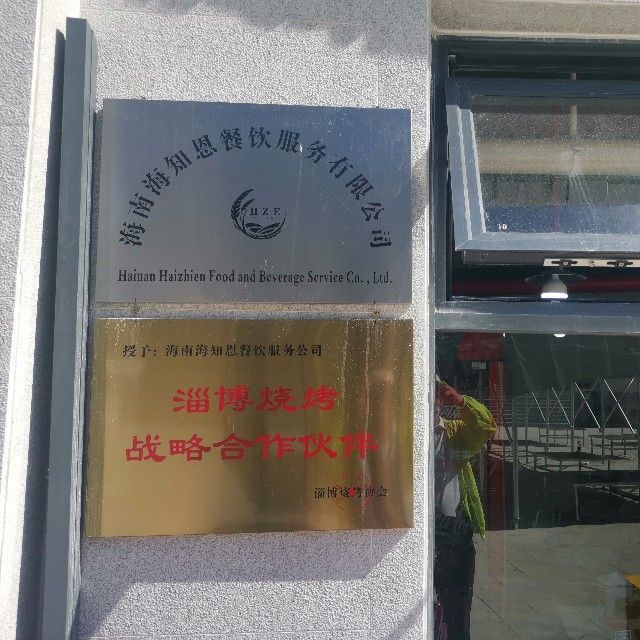 海南海知恩餐饮服务有限公司
HZE
Hainan Haizhien Food and Beverage Service Co. , Ltd.
授予：海南海知恩餐饮服务公司
淄博烧烤
战略合作伙伴
淄博烧烤协会